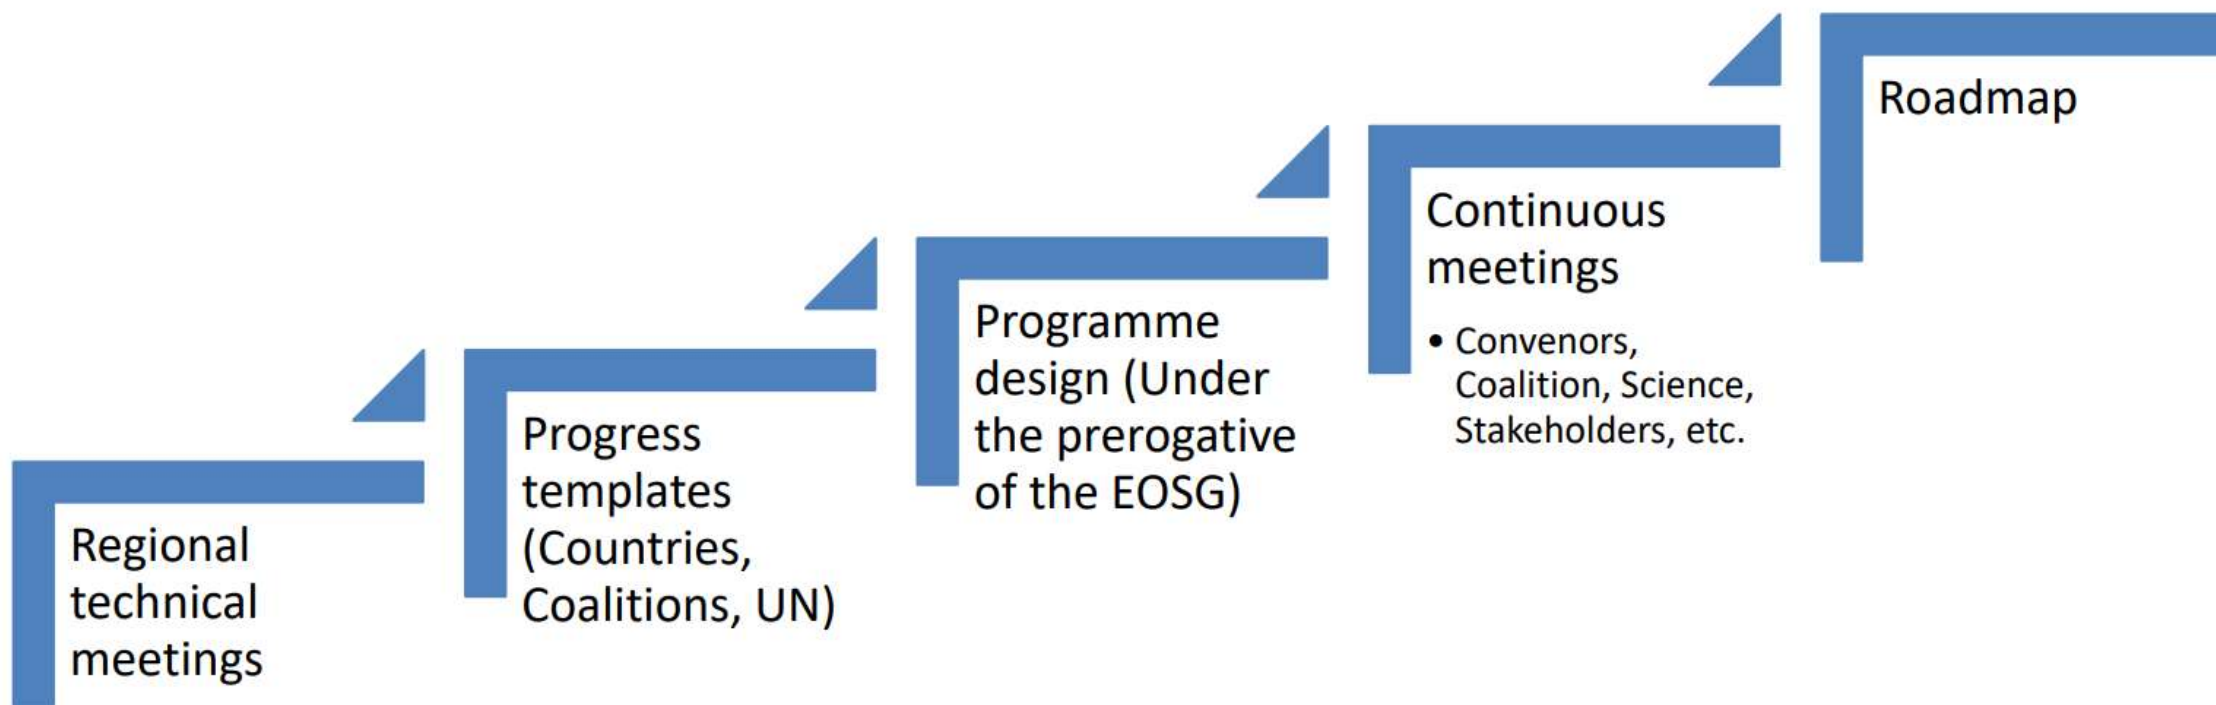 Regional
technical
meetings
Progress
templates
(Countries,
Coalitions, UN)
Programme
design (Under
the prerogative
of the EOSG)
Continuous
meetings
• Convenors,
Coalition, Science,
Stakeholders, etc.
Roadmap